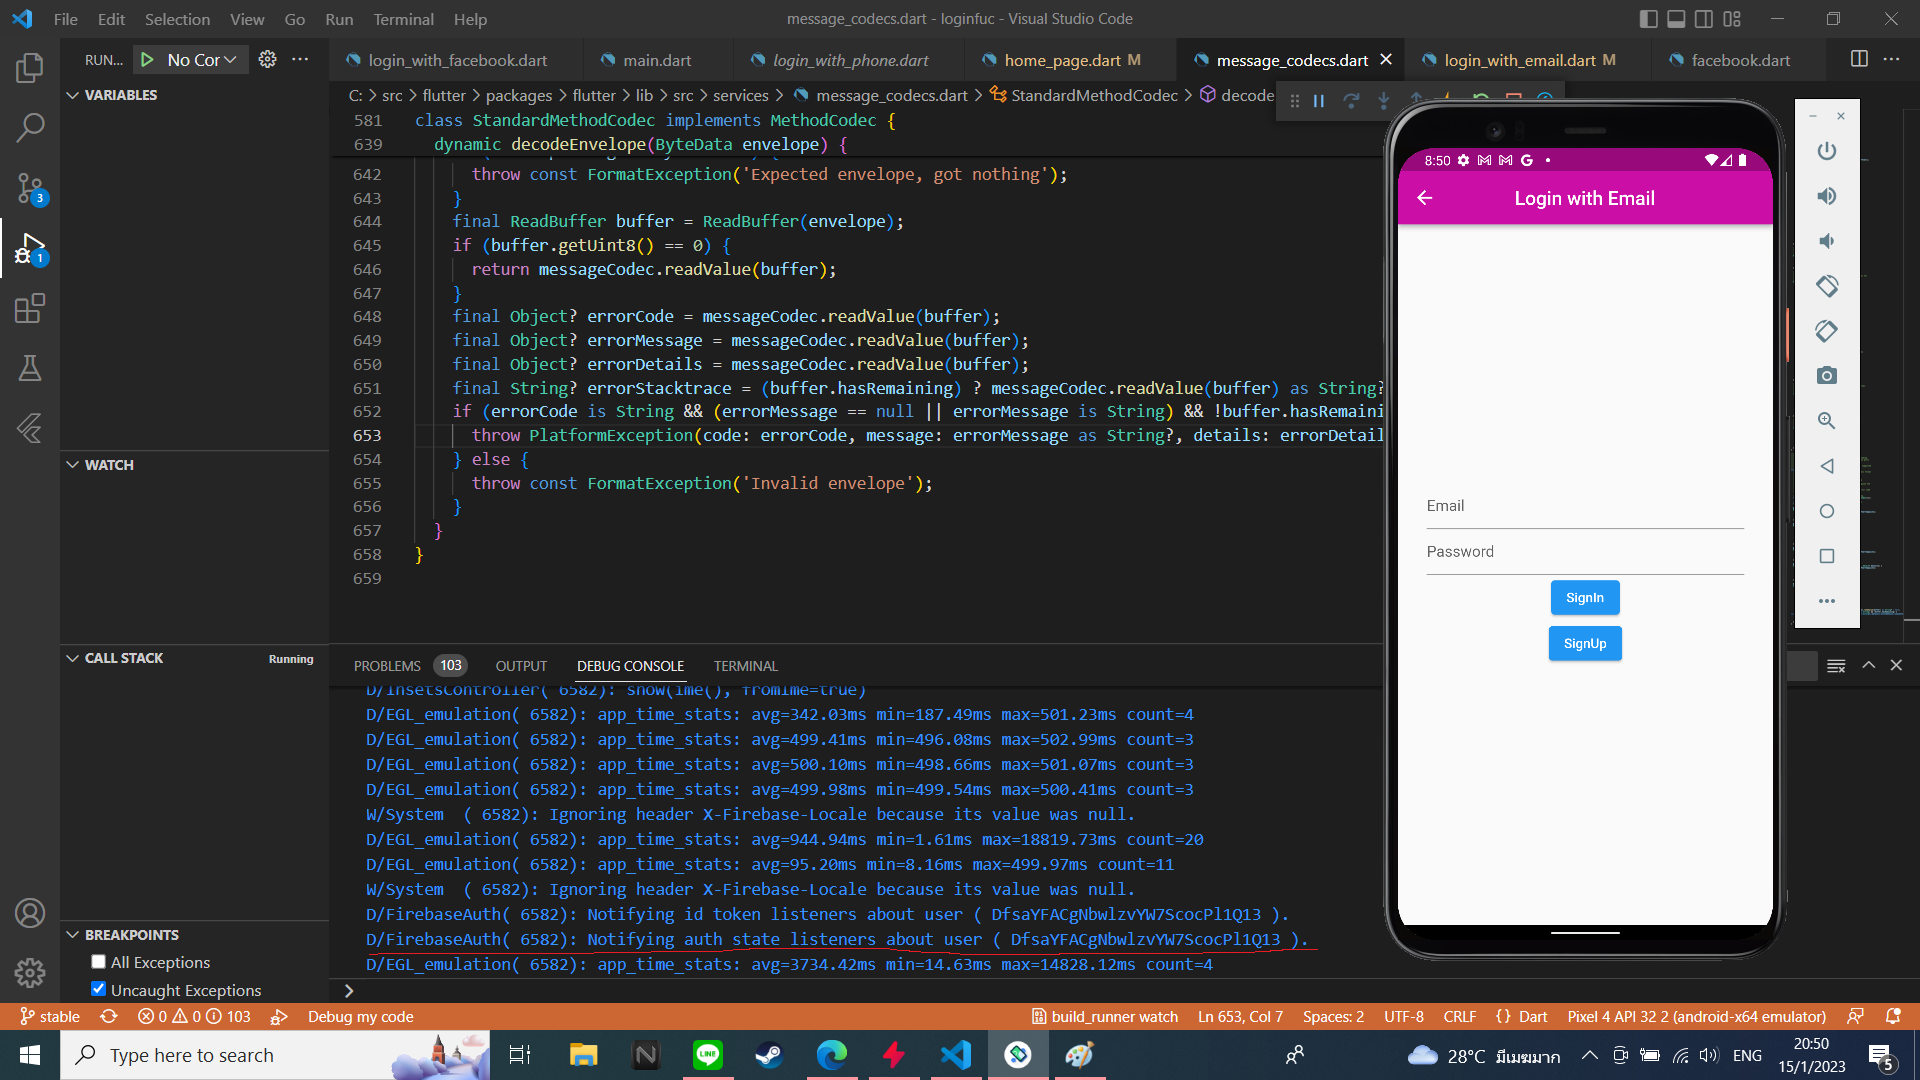 File Edit Selection View Go Run Terminal Help
message_codecs.dart - loginfuc - Visual Studio Code
RUN... No Cor
login_with_facebook.dart main.dart login_with_phone.dart home_page.dart M message_codecs.dart login_with_email.dart M facebook.dart
VARIABLES
C: > src > flutter > packages > flutter > lib > src > services > message_codecs.dart > StandardMethodCodec > decode
581 class StandardMethodCodec implements MethodCodec {
639 dynamic decodeEnvelope(ByteData envelope) {
642 throw const FormatException('Expected envelope, got nothing');
643 }
644 final ReadBuffer buffer = ReadBuffer(envelope);
645 if (buffer.getUint8() == 0) {
646 return messageCodec.readValue(buffer);
647 }
648 final Object? errorCode = messageCodec.readValue(buffer);
649 final Object? errorMessage = messageCodec.readValue(buffer);
650 final Object? errorDetails = messageCodec.readValue(buffer);
651 final String? errorStacktrace = (buffer.hasRemaining) ? messageCodec.readValue(buffer) as String?
652 if (errorCode is String && (errorMessage == null || errorMessage is String) && !buffer.hasRemaini
653 throw PlatformException(code: errorCode, message: errorMessage as String?, details: errorDetail
654 } else {
655 throw const FormatException('Invalid envelope');
656 }
657 }
658 }
659
3
1
WATCH
CALL STACK Running
BREAKPOINTS
All Exceptions
Uncaught Exceptions
PROBLEMS 103 OUTPUT DEBUG CONSOLE TERMINAL
D/InsetsController( 6582): show(ime(), fromIme=true)
D/EGL_emulation( 6582): app_time_stats: avg=342.03ms min=187.49ms max=501.23ms count=4
D/EGL_emulation( 6582): app_time_stats: avg=499.41ms min=496.08ms max=502.99ms count=3
D/EGL_emulation( 6582): app_time_stats: avg=500.10ms min=498.66ms max=501.07ms count=3
D/EGL_emulation( 6582): app_time_stats: avg=499.98ms min=499.54ms max=500.41ms count=3
W/System ( 6582): Ignoring header X-Firebase-Locale because its value was null.
D/EGL_emulation( 6582): app_time_stats: avg=944.94ms min=1.61ms max=18819.73ms count=20
D/EGL_emulation( 6582): app_time_stats: avg=95.20ms min=8.16ms max=499.97ms count=11
W/System ( 6582): Ignoring header X-Firebase-Locale because its value was null.
D/FirebaseAuth( 6582): Notifying id token listeners about user ( DfsaYFACgNbwlzvYW7ScocPl1Q13 ).
D/FirebaseAuth( 6582): Notifying auth state listeners about user ( DfsaYFACgNbwlzvYW7ScocPl1Q13 ).
D/EGL_emulation( 6582): app_time_stats: avg=3734.42ms min=14.63ms max=14828.12ms count=4
8:50
Login with Email
Email
Password
SignIn
SignUp
stable 0 0 103 Debug my code build_runner watch Ln 653, Col 7 Spaces: 2 UTF-8 CRLF {} Dart Pixel 4 API 32 2 (android-x64 emulator)
Type here to search
LINE
28°C มีเมฆมาก ENG
20:50
15/1/2023
5